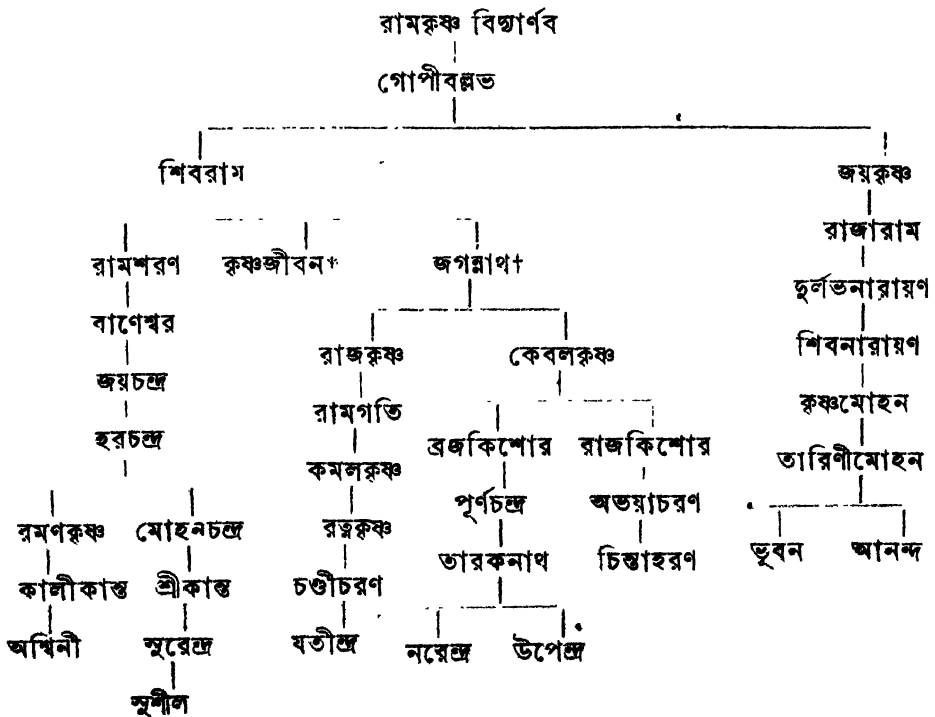 রামকৃষ্ণ বিদ্যার্ণব
গোপীবল্লভ
শিবরাম জয়কৃষ্ণ
রাজারাম
রামশরণ কৃষ্ণজীবন* জগন্নাথ†
দুর্লভনারায়ণ
বাণেশ্বর
রাজকৃষ্ণ কেবলকৃষ্ণ শিবনারায়ণ
জয়চন্দ্র
রামগতি কৃষ্ণমোহন
হরচন্দ্র ব্রজকিশোর রাজকিশোর
কমলকৃষ্ণ তারিণীমোহন
রমণকৃষ্ণ মোহনচন্দ্র রত্নকৃষ্ণ পূর্ণচন্দ্র অভয়াচরণ
ভূবন আনন্দ
কালীকান্ত শ্রীকান্ত চণ্ডীচরণ তারকনাথ চিন্তাহরণ
অশ্বিনী সুরেন্দ্র যতীন্দ্র নরেন্দ্র উপেন্দ্র
সুশীল